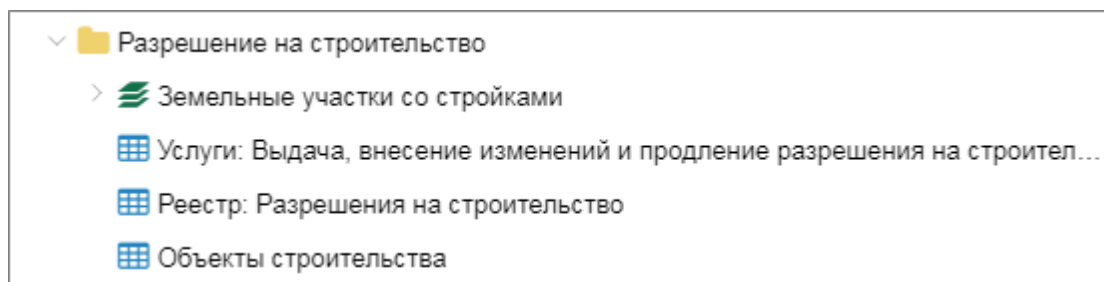 Разрешение на строительство
Земельные участки со стройками
Услуги: Выдача, внесение изменений и продление разрешения на строител...
Реестр: Разрешения на строительство
Объекты строительства